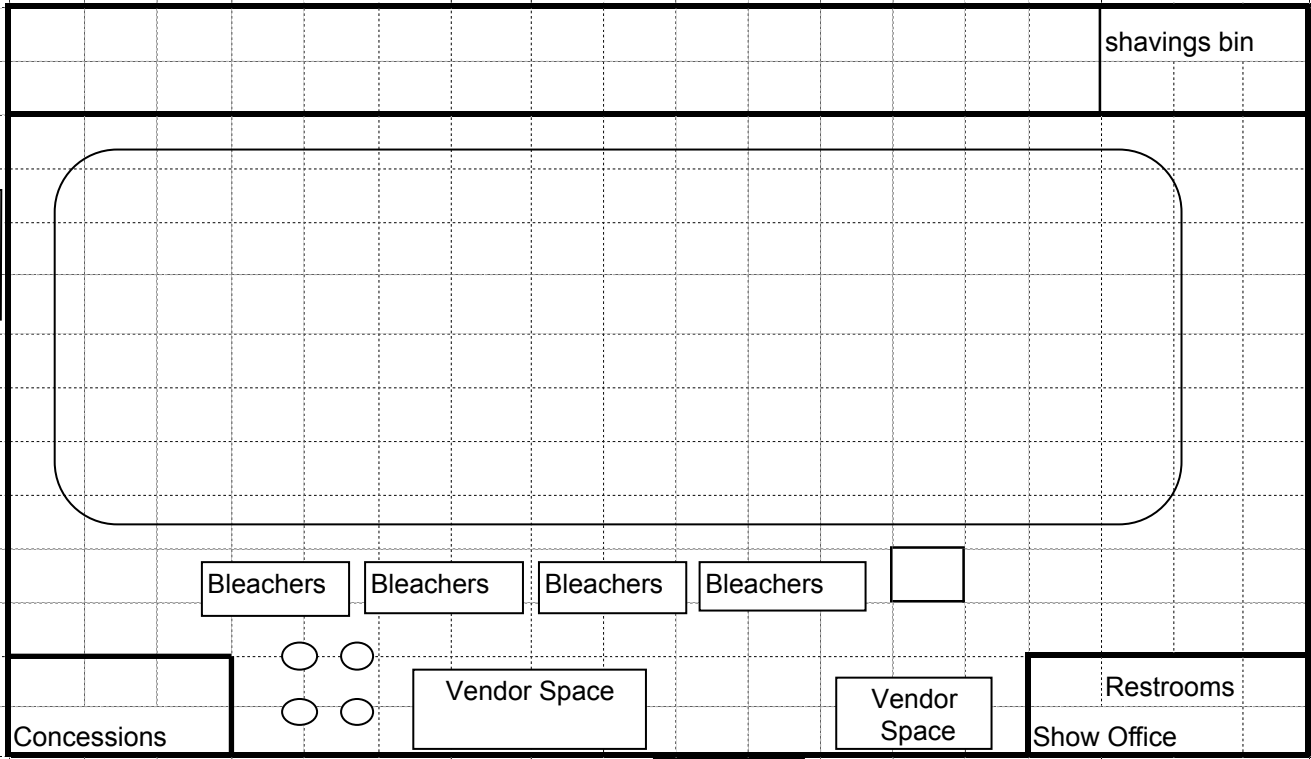 shavings bin
Bleachers
Bleachers
Bleachers
Bleachers
Vendor Space
Vendor
Space
Restrooms
Concessions
Show Office